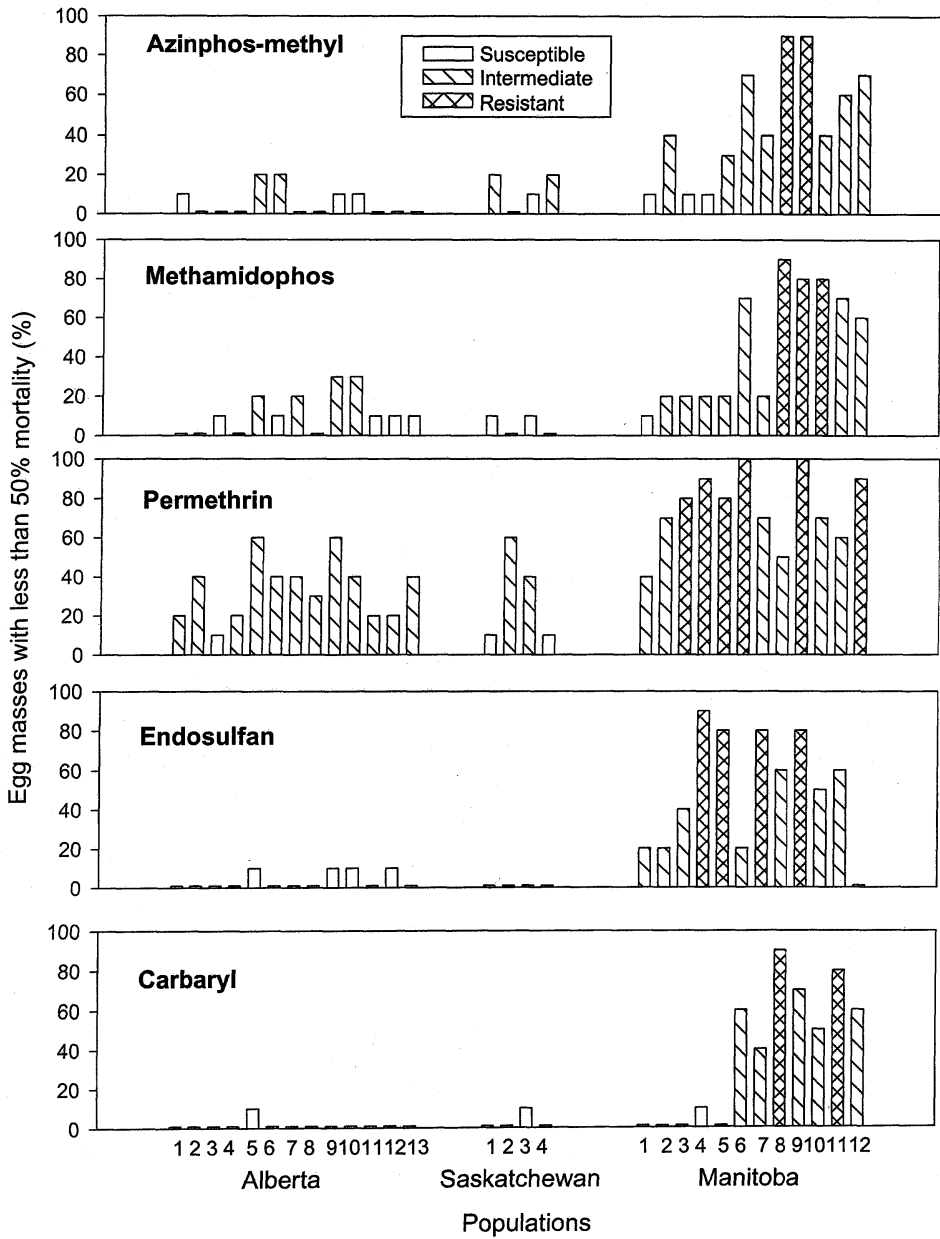 Egg masses with less than 50% mortality (%)
Azinphos-methyl
Susceptible
Intermediate
Resistant
100
80
60
40
20
0
Methamidophos
100
80
60
40
20
0
Permethrin
100
80
60
40
20
0
Endosulfan
100
80
60
40
20
0
Carbaryl
100
80
60
40
20
0
1 2 3 4 5 6 7 8 9 10 11 12 13 1 2 3 4 1 2 3 4 5 6 7 8 9 10 11 12
Alberta Saskatchewan Manitoba
Populations